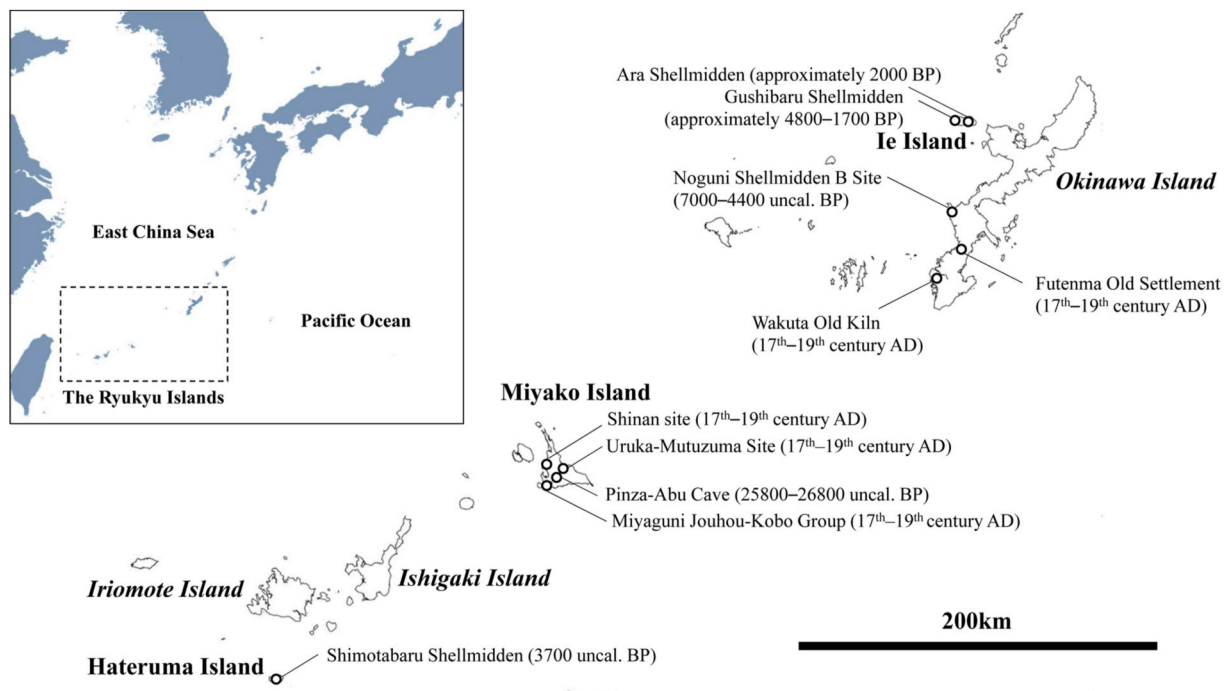 East China Sea
Pacific Ocean
The Ryukyu Islands
Ara Shellmidden (approximately 2000 BP)
Gushibaru Shellmidden
(approximately 4800–1700 BP)
Ie Island
Noguni Shellmidden B Site
(7000–4400 uncal. BP)
Okinawa Island
Futenma Old Settlement
(17th–19th century AD)
Wakuta Old Kiln
(17th–19th century AD)
Miyako Island
Shinan site (17th–19th century AD)
Uruka-Mutuzuma Site (17th–19th century AD)
Pinza-Abu Cave (25800–26800 uncal. BP)
Miyaguni Jouhou-Kobo Group (17th–19th century AD)
Iriomote Island
Ishigaki Island
200km
Hateruma Island
Shimotabaru Shellmidden (3700 uncal. BP)